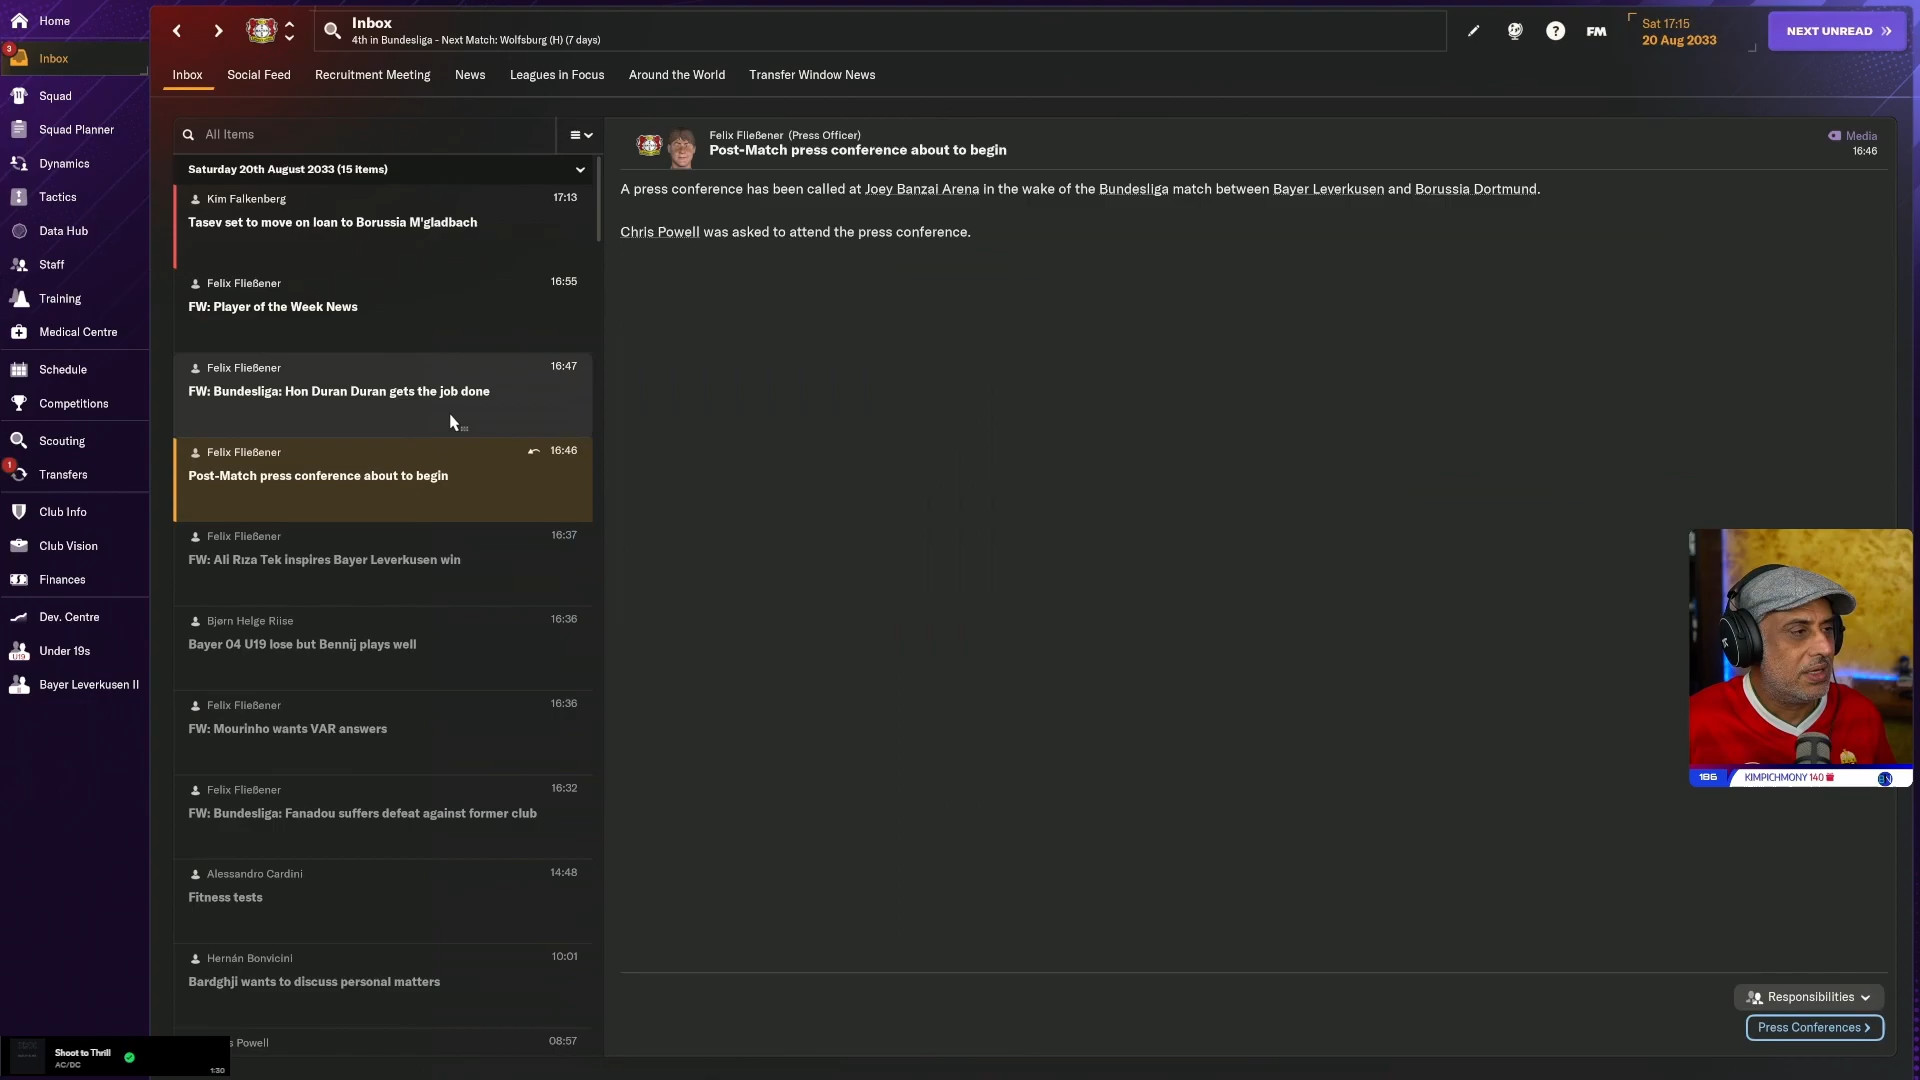 Home
3
Inbox
Squad
Squad Planner
Dynamics
Tactics
Data Hub
Staff
Training
Medical Centre
Schedule
Competitions
Scouting
1
Transfers
Club Info
Club Vision
Finances
Dev. Centre
U19
Under 19s
Bayer Leverkusen II
Inbox
4th in Bundesliga - Next Match: Wolfsburg (H) (7 days)
?
FM
Sat 17:15
20 Aug 2033
NEXT UNREAD
Inbox
Social Feed
Recruitment Meeting
News
Leagues in Focus
Around the World
Transfer Window News
All Items
Saturday 20th August 2033 (15 Items)
Kim Falkenberg
17:13
Tasev set to move on loan to Borussia M'gladbach
Felix Fließener
16:55
FW: Player of the Week News
Felix Fließener
16:47
FW: Bundesliga: Hon Duran Duran gets the job done
Felix Fließener
16:46
Post-Match press conference about to begin
Felix Fließener
16:37
FW: Ali Rıza Tek inspires Bayer Leverkusen win
Bjørn Helge Riise
16:36
Bayer 04 U19 lose but Bennij plays well
Felix Fließener
16:36
FW: Mourinho wants VAR answers
Felix Fließener
16:32
FW: Bundesliga: Fanadou suffers defeat against former club
Alessandro Cardini
14:48
Fitness tests
Hernán Bonvicini
10:01
Bardghji wants to discuss personal matters
s Powell
08:57
Felix Fließener (Press Officer)
Post-Match press conference about to begin
Media
16:46
A press conference has been called at Joey Banzai Arena in the wake of the Bundesliga match between Bayer Leverkusen and Borussia Dortmund.
Chris Powell was asked to attend the press conference.
186
KIMPICHMONY 140
Responsibilities
Press Conferences
Shoot to Thrill
AC/DC
1:30